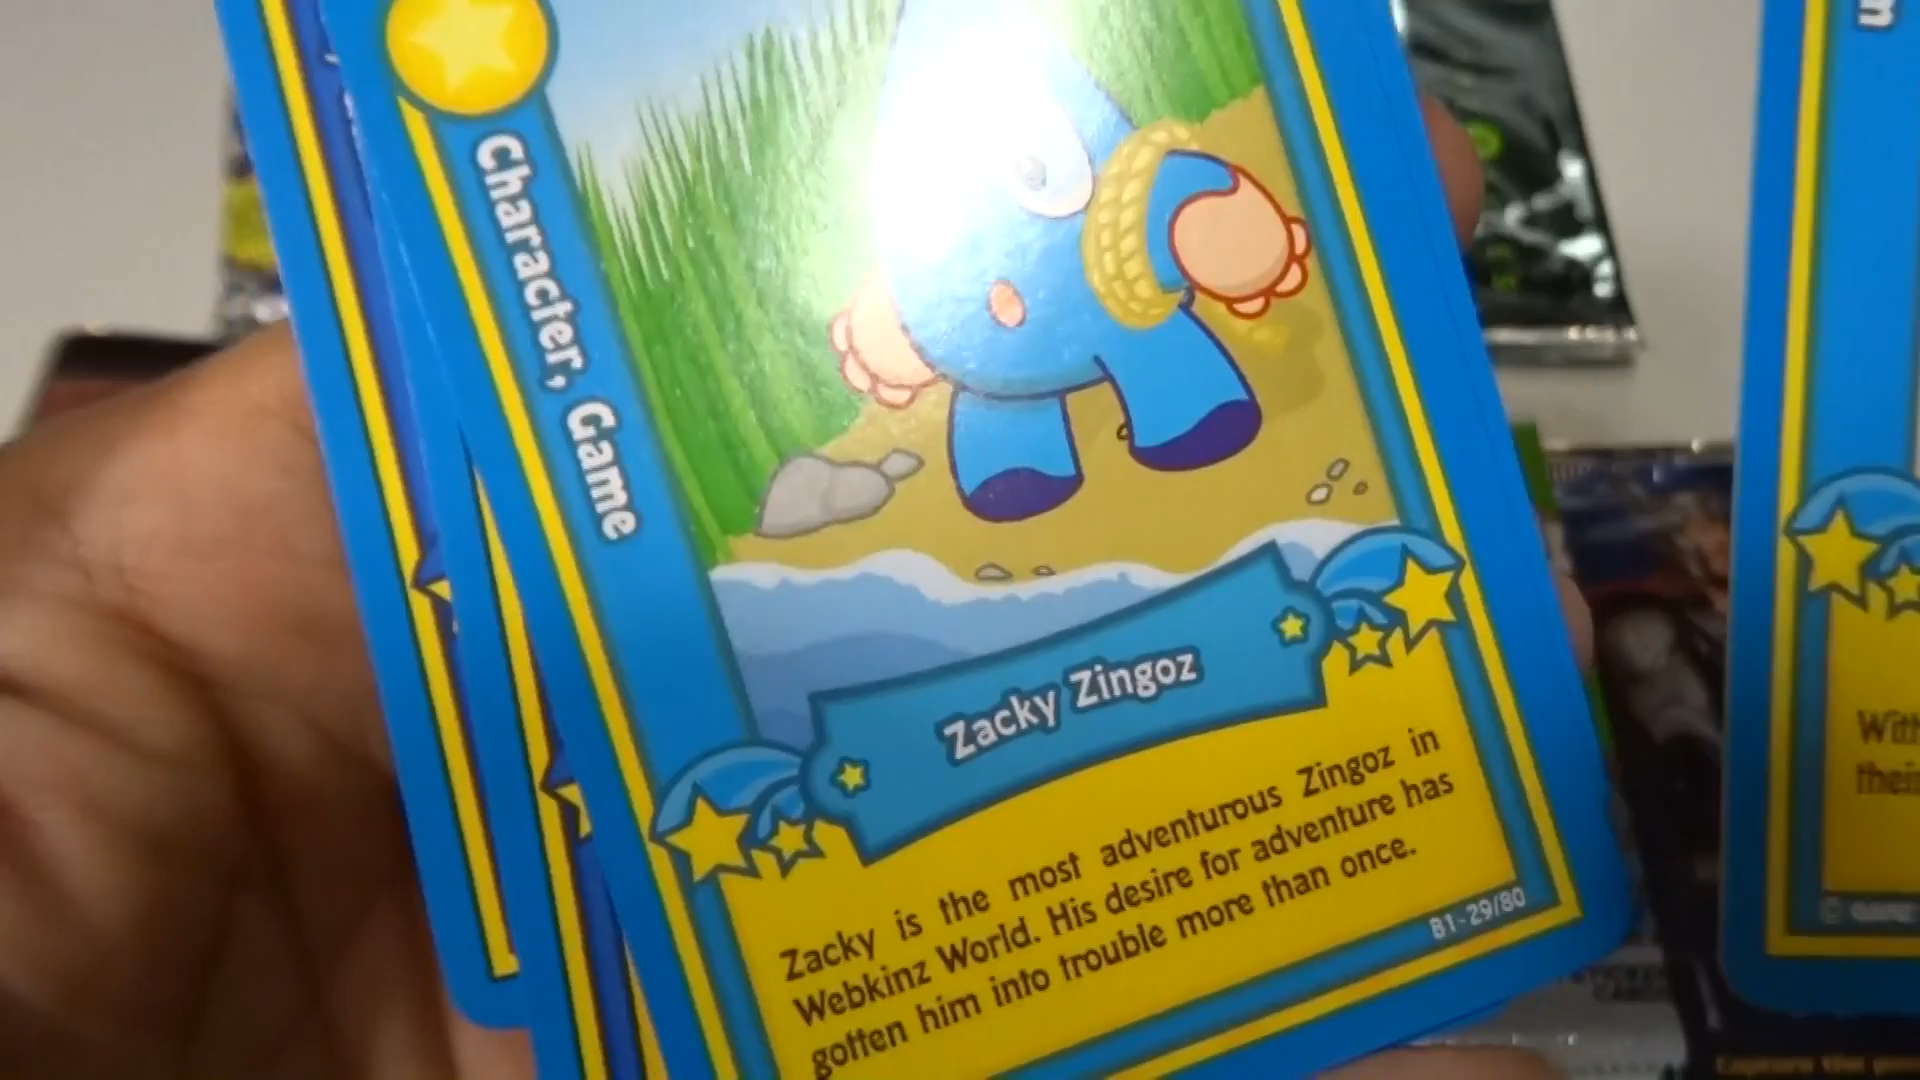 Character, Game
Zacky Zingoz
Zacky is the most adventurous Zingoz in
Webkinz World. His desire for adventure has
gotten him into trouble more than once.
B1-29/80